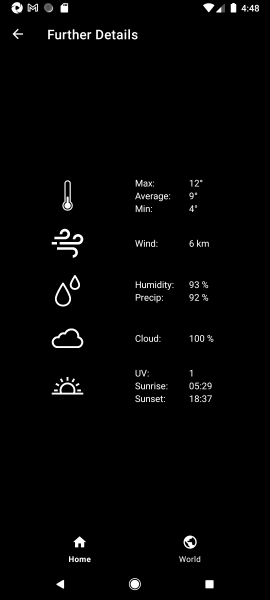 4:48
Further Details
Max: 12°
Average: 9°
Min: 4°
Wind: 6 km
Humidity: 93 %
Precip: 92 %
Cloud: 100 %
UV: 1
Sunrise: 05:29
Sunset: 18:37
Home World